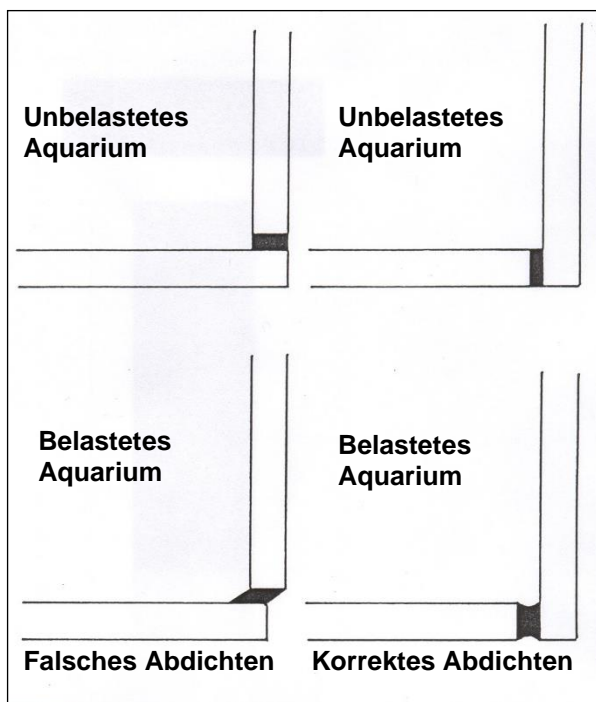 Unbelastetes
Aquarium
Unbelastetes
Aquarium
Belastetes
Aquarium
Belastetes
Aquarium
Falsches Abdichten
Korrektes Abdichten